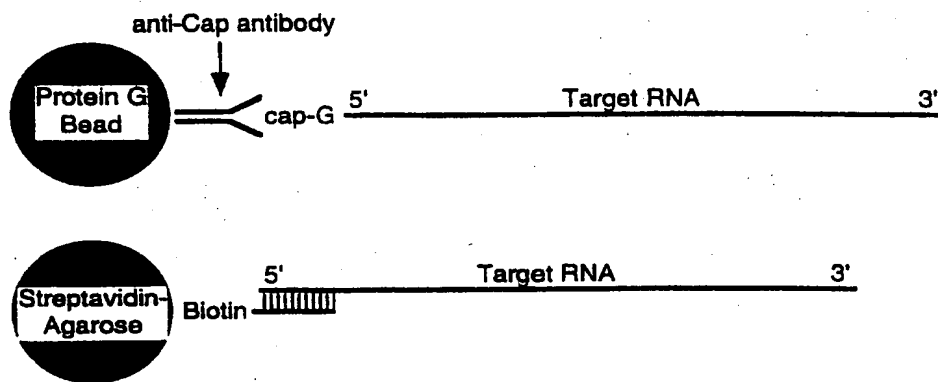 anti-Cap antibody
Protein G
Bead
cap-G
5'
Target RNA
3'
5'
Target RNA
3'
Streptavidin-
Agarose
Biotin